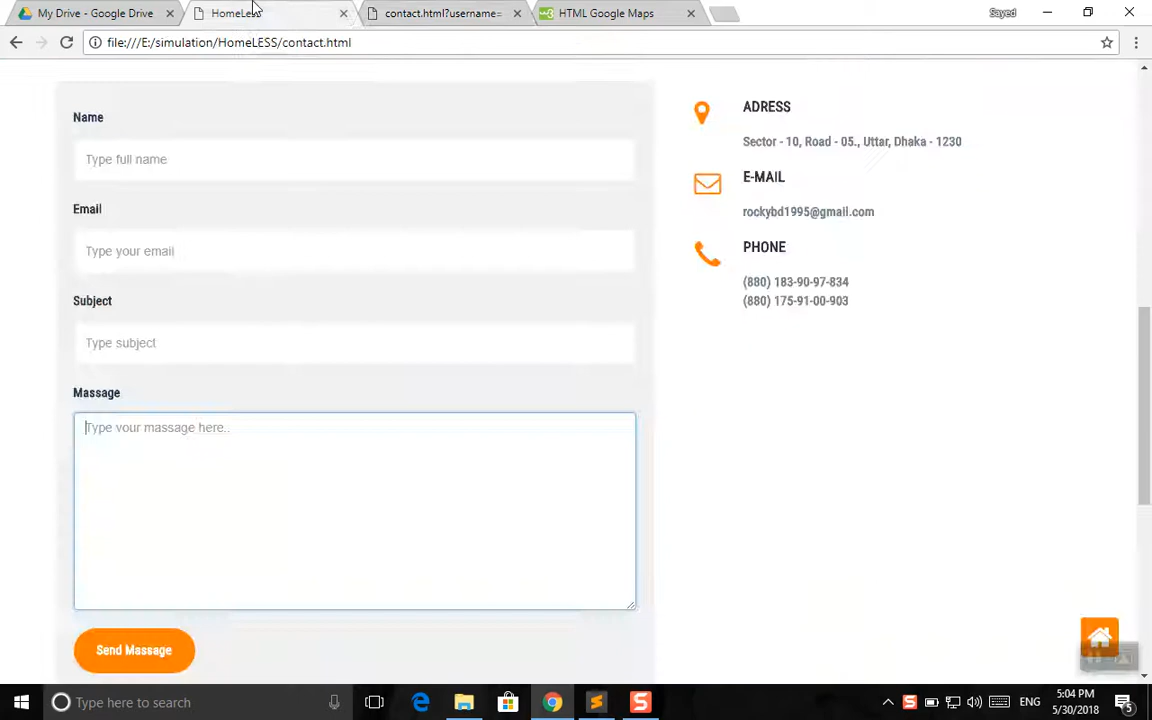 My Drive - Google Drive
HomeLess
contact.html?username=
HTML Google Maps
Sayed
file:///E:/simulation/HomeLESS/contact.html
Name
Type full name
Email
Type your email
Subject
Type subject
Massage
Type your massage here..
Send Massage
ADRESS
Sector - 10, Road - 05., Uttar, Dhaka - 1230
E-MAIL
rockybd1995@gmail.com
PHONE
(880) 183-90-97-834
(880) 175-91-00-903
Type here to search
ENG
5:04 PM
5/30/2018
5